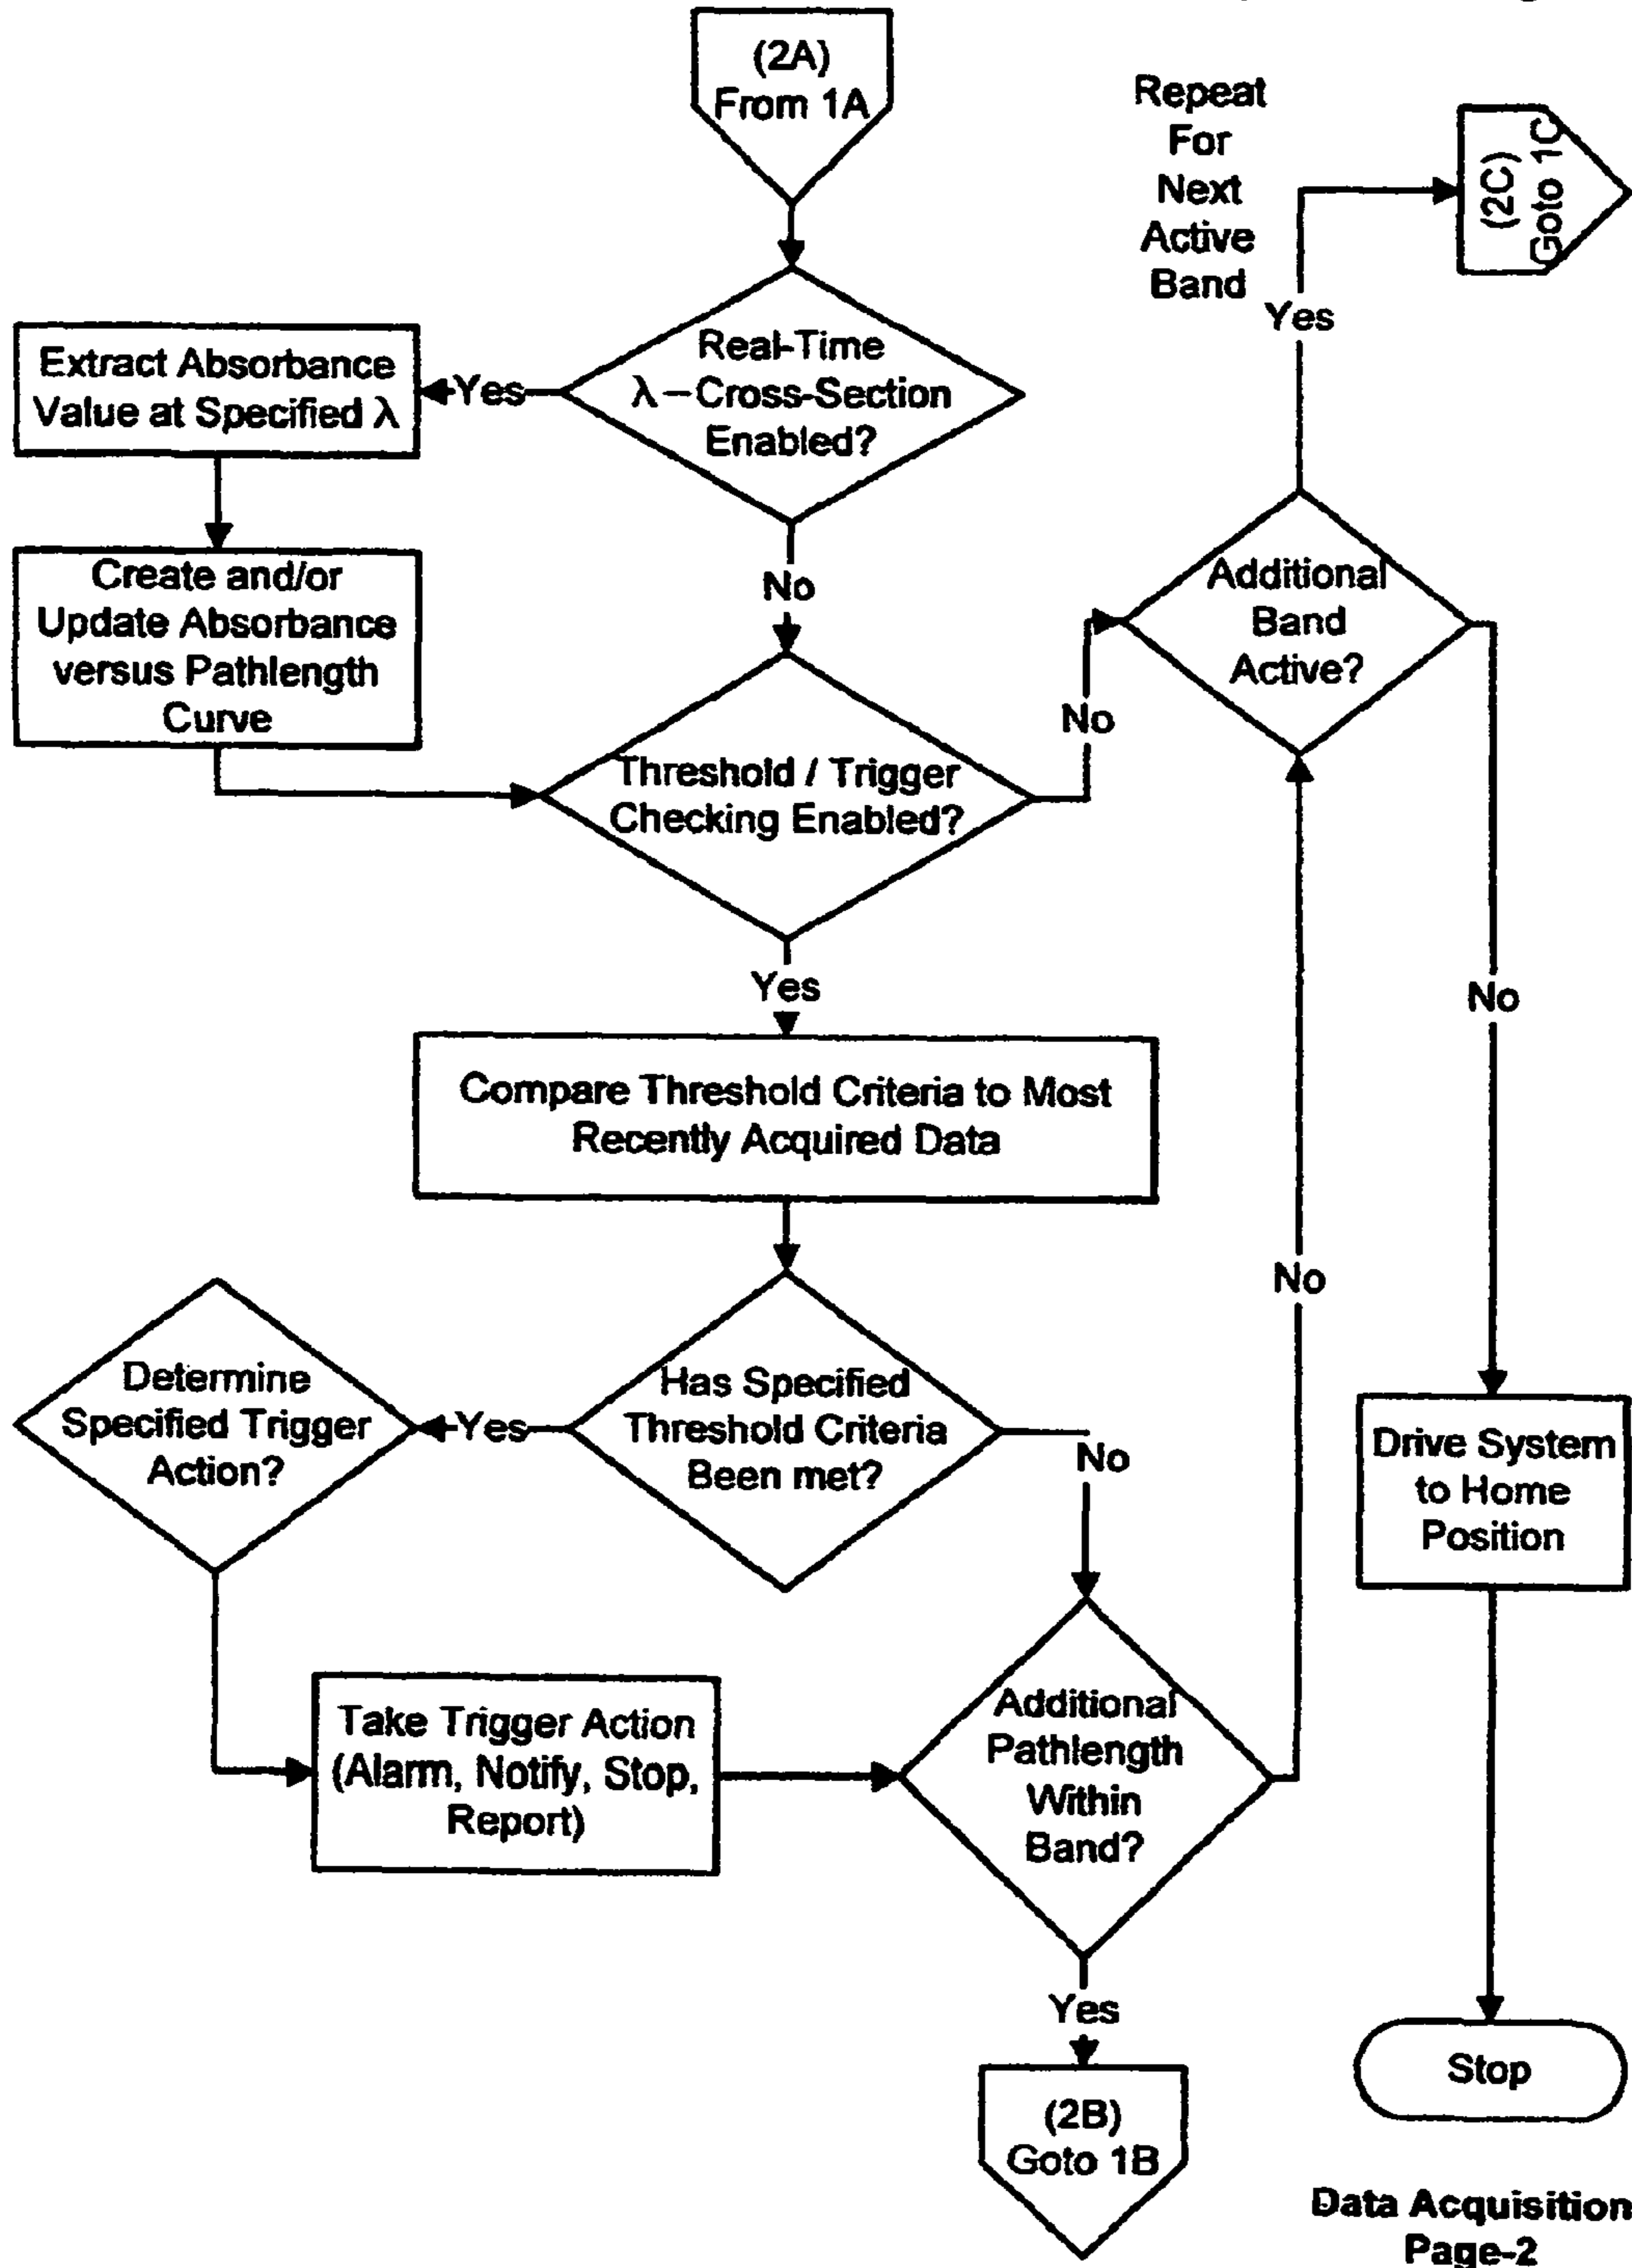 (2A)
From 1A
Repeat
For
Next
Active
Band
(2C)
Goto 1C
Yes
Real-Time
λ–Cross-Section
Enabled?
Yes
Extract Absorbance
Value at Specified λ
No
Create and/or
Update Absorbance
versus Pathlength
Curve
Additional
Band
Active?
No
Threshold / Trigger
Checking Enabled?
Yes
No
Compare Threshold Criteria to Most
Recently Acquired Data
No
Determine
Specified Trigger
Action?
Yes
Has Specified
Threshold Criteria
Been met?
No
Drive System
to Home
Position
Take Trigger Action
(Alarm, Notify, Stop,
Report)
Additional
Pathlength
Within
Band?
Yes
Stop
(2B)
Goto 1B
Data Acquisition
Page-2